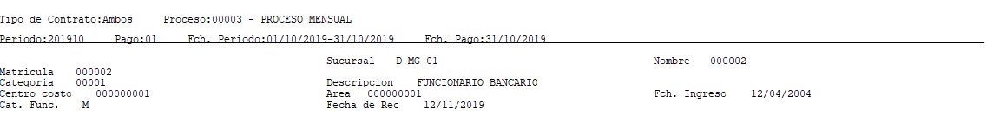 Tipo de Contrato:Ambos Proceso:00003 - PROCESO MENSUAL
Periodo:201910 Pago:01 Fch. Periodo:01/10/2019-31/10/2019 Fch. Pago:31/10/2019
Sucursal D MG 01 Nombre 000002
Matricula 000002
Categoria 00001 Descripcion FUNCIONARIO BANCARIO
Centro costo 000000001 Area 000000001 Fch. Ingreso 12/04/2004
Cat. Func. M Fecha de Rec 12/11/2019